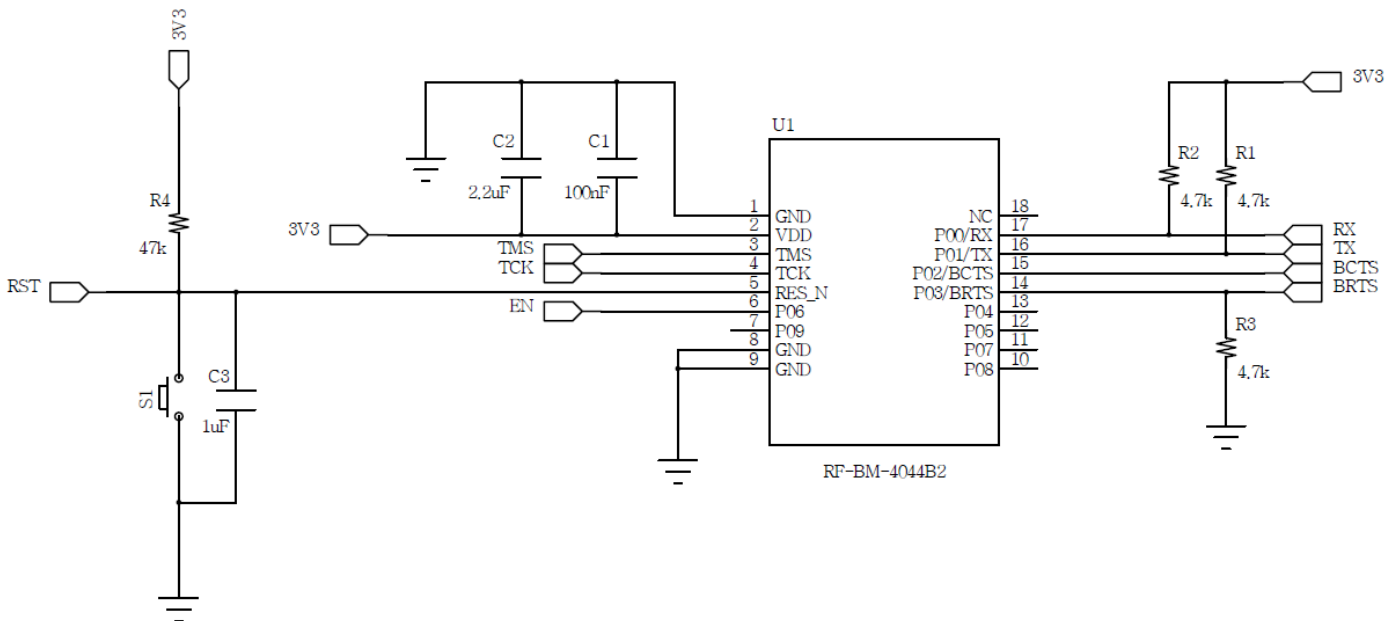 3V3
R4
47k
RST
S1
C3
1uF
C2
2.2uF
C1
100nF
3V3
TMS
TCK
EN
U1
1 GND
2 VDD
3 TMS
4 TCK
5 RES_N
6 P06
7 P09
8 GND
9 GND
NC 18
P00/RX 17
P01/TX 16
P02/BCTS 15
P03/BRTS 14
P04 13
P05 12
P07 11
P08 10
RF-BM-4044B2
3V3
R2
4.7k
R1
4.7k
RX
TX
BCTS
BRTS
R3
4.7k